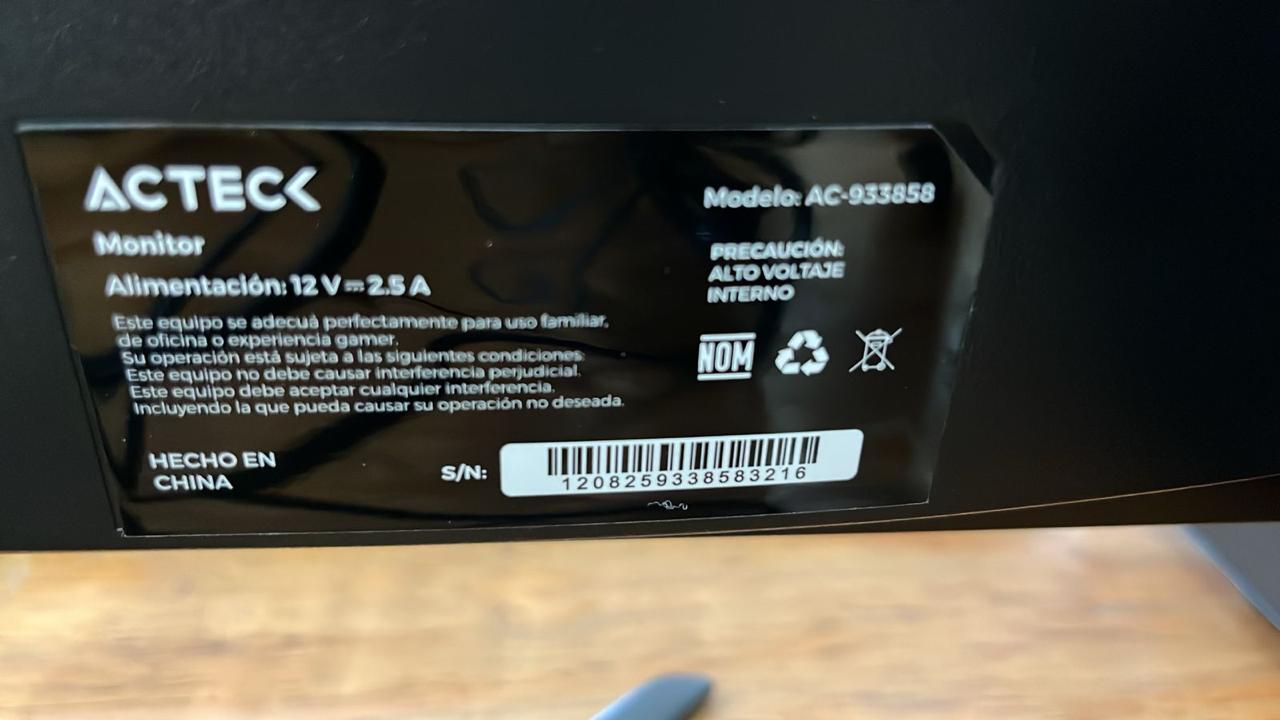 ACTECK
Modelo: AC-933858
Monitor
Alimentación: 12 V⎓2.5 A
PRECAUCIÓN:
ALTO VOLTAJE
INTERNO
Este equipo se adecuá perfectamente para uso familiar,
de oficina o experiencia gamer.
Su operación está sujeta a las siguientes condiciones:
Este equipo no debe causar interferencia perjudicial.
Este equipo debe aceptar cualquier interferencia.
Incluyendo la que pueda causar su operación no deseada.
NOM
HECHO EN
CHINA
S/N:
1208259338583216